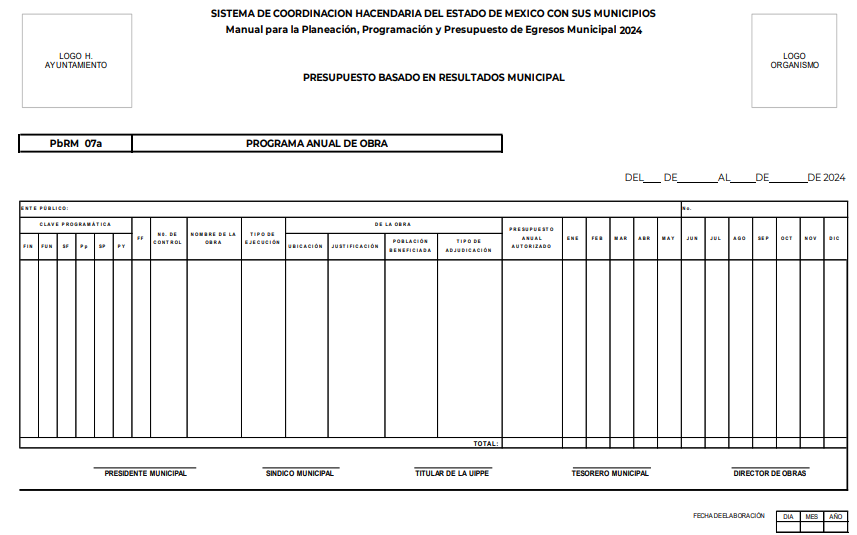 SISTEMA DE COORDINACION HACENDARIA DEL ESTADO DE MEXICO CON SUS MUNICIPIOS
Manual para la Planeación, Programación y Presupuesto de Egresos Municipal 2024
LOGO H.
AYUNTAMIENTO
LOGO
ORGANISMO
PRESUPUESTO BASADO EN RESULTADOS MUNICIPAL
PbRM 07a PROGRAMA ANUAL DE OBRA
DEL___ DE_______AL____DE_______DE 2024
ENTE PÚBLICO: No.
CLAVE PROGRAMÁTICA
FIN FUN SF Pp SP PY
FF
N0. DE
CONTROL
NOMBRE DE LA
OBRA
TIPO DE
EJECUCIÓN
DE LA OBRA
UBICACIÓN
JUSTIFICACIÓN
POBLACIÓN
BENEFICIADA
TIPO DE
ADJUDICACIÓN
PRESUPUESTO
ANUAL
AUTORIZADO
ENE FEB MAR ABR MAY JUN JUL AGO SEP OCT NOV DIC
TOTAL:
PRESIDENTE MUNICIPAL SINDICO MUNICIPAL TITULAR DE LA UIPPE TESORERO MUNICIPAL DIRECTOR DE OBRAS
FECHA DE ELABORACIÓN DIA MES AÑO